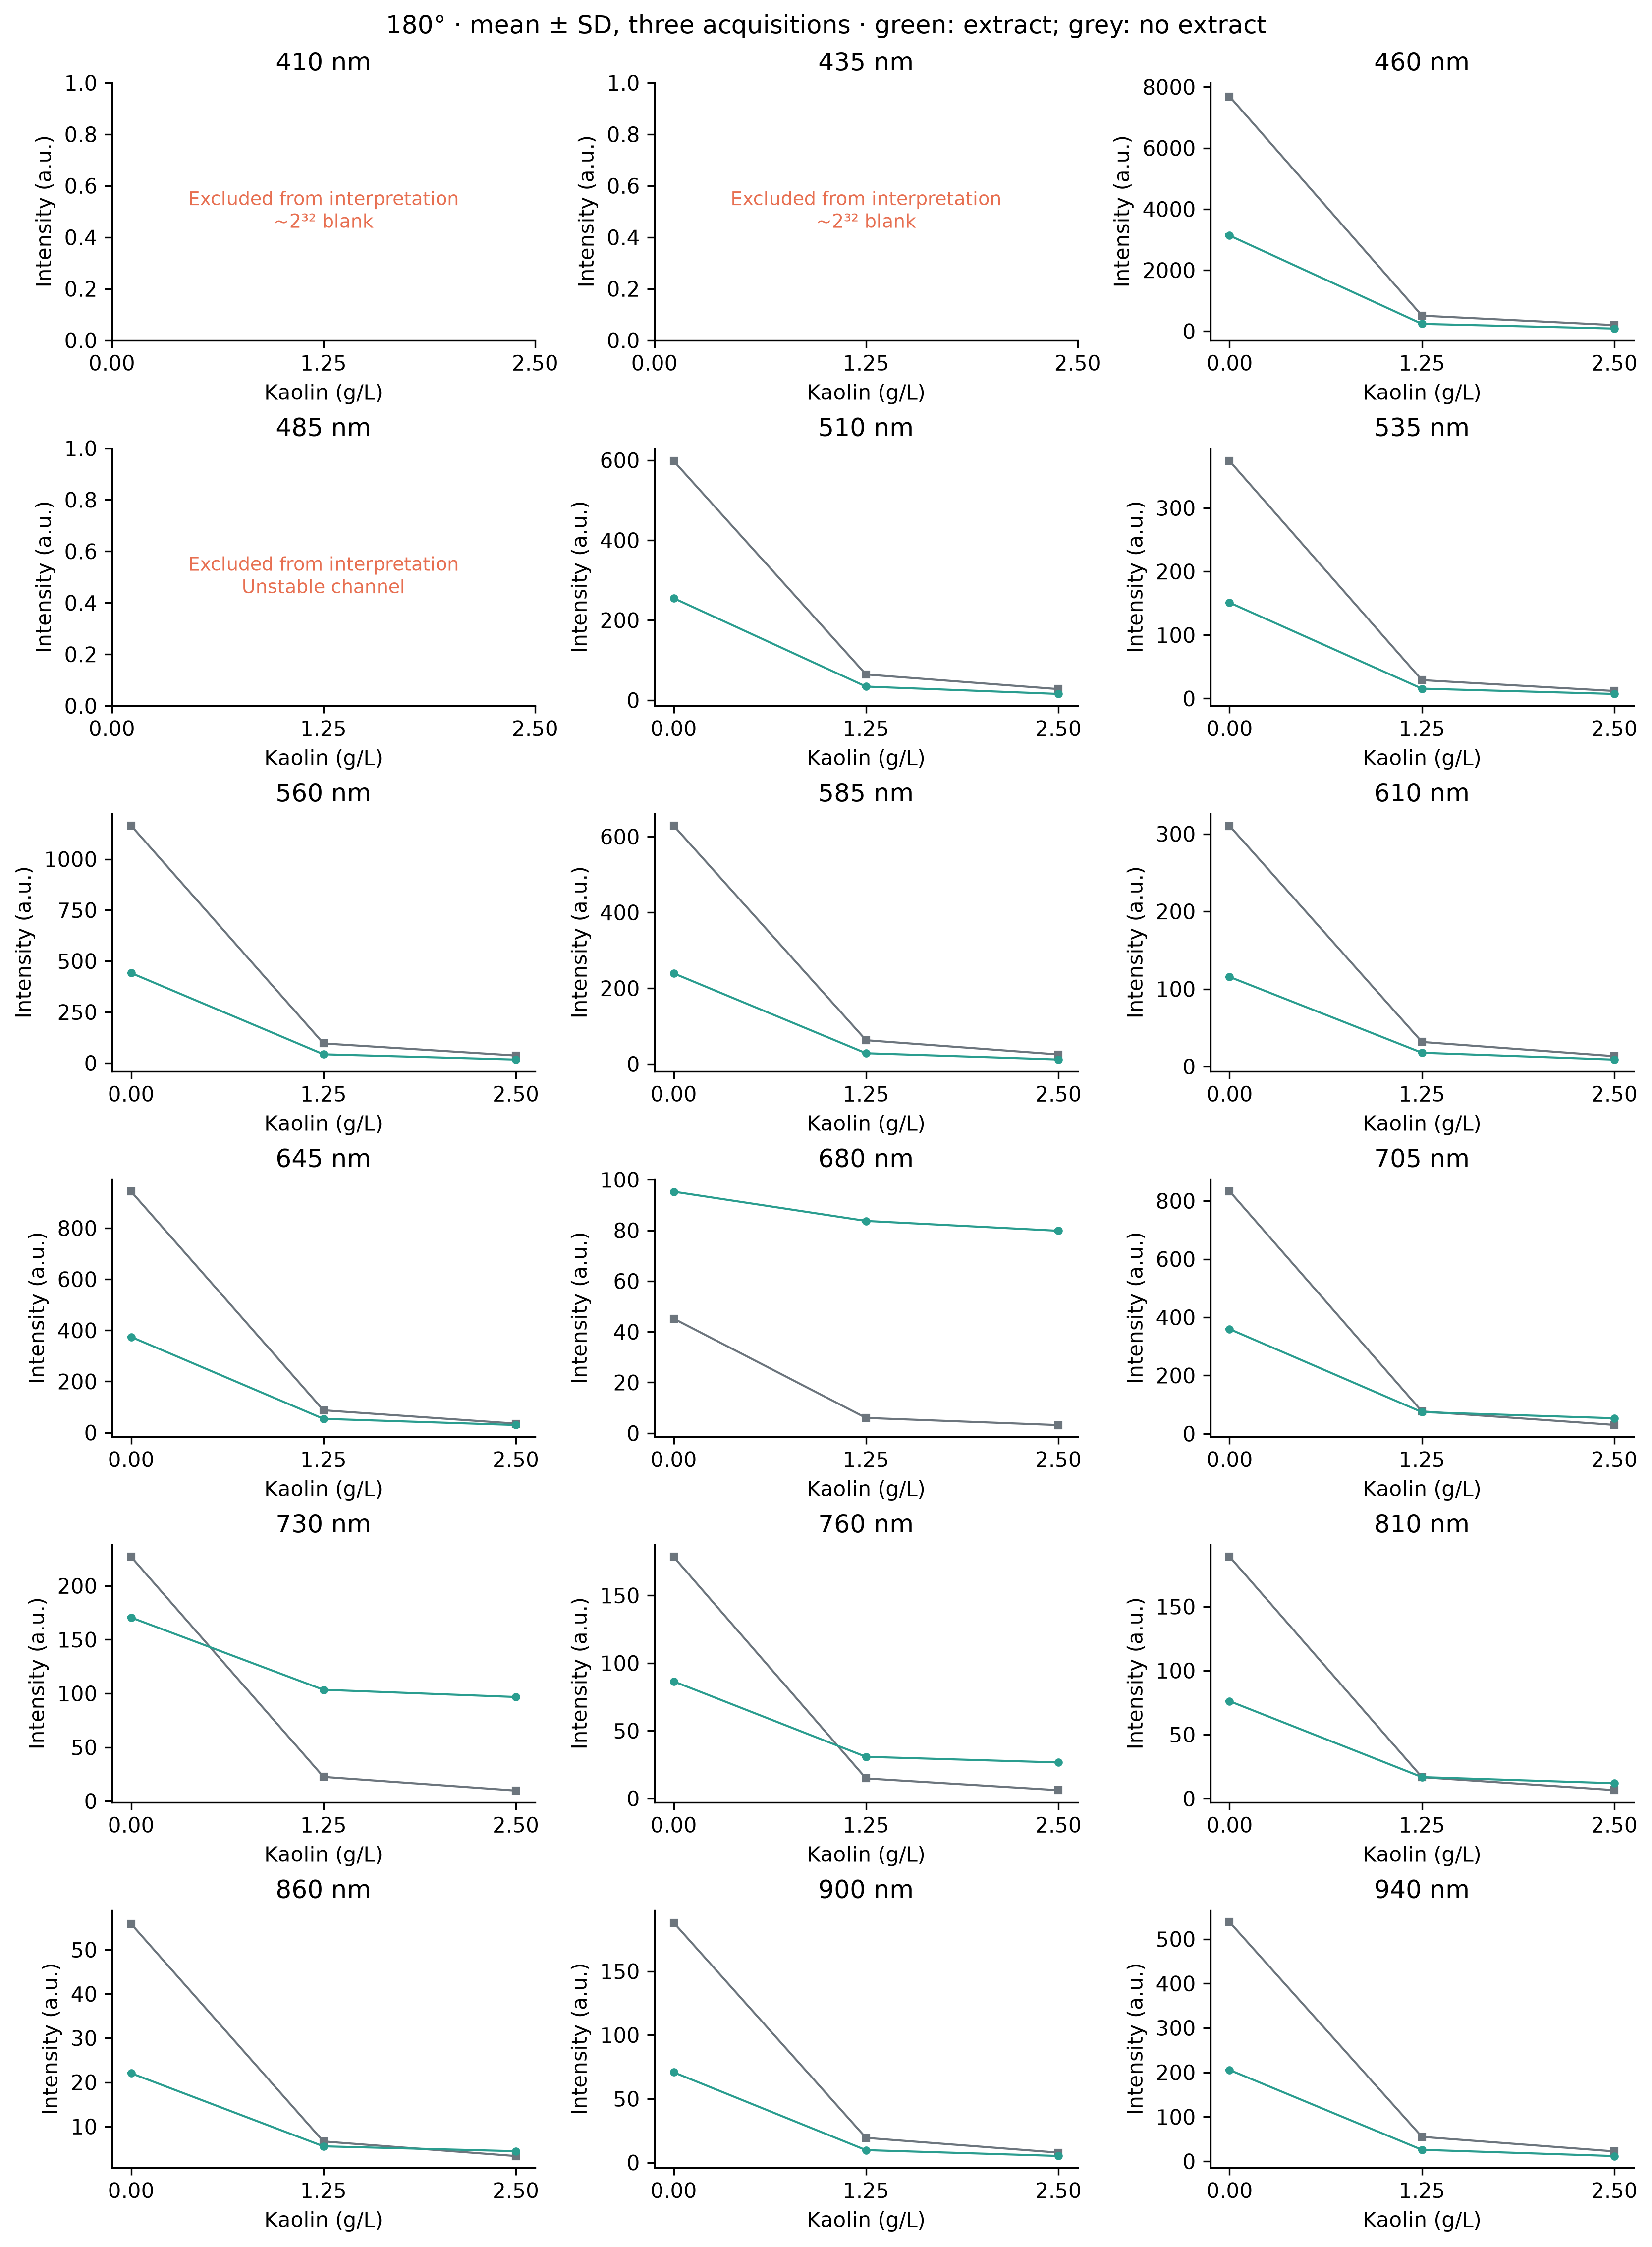 180° · mean ± SD, three acquisitions · green: extract; grey: no extract
410 nm
1.0
0.8
0.6
0.4
0.2
0.0
Intensity (a.u.)
Excluded from interpretation
~2³² blank
0.00 1.25 2.50
Kaolin (g/L)
435 nm
1.0
0.8
0.6
0.4
0.2
0.0
Intensity (a.u.)
Excluded from interpretation
~2³² blank
0.00 1.25 2.50
Kaolin (g/L)
460 nm
8000
6000
4000
2000
0
Intensity (a.u.)
0.00 1.25 2.50
Kaolin (g/L)
485 nm
1.0
0.8
0.6
0.4
0.2
0.0
Intensity (a.u.)
Excluded from interpretation
Unstable channel
0.00 1.25 2.50
Kaolin (g/L)
510 nm
600
400
200
0
Intensity (a.u.)
0.00 1.25 2.50
Kaolin (g/L)
535 nm
300
200
100
0
Intensity (a.u.)
0.00 1.25 2.50
Kaolin (g/L)
560 nm
1000
750
500
250
0
Intensity (a.u.)
0.00 1.25 2.50
Kaolin (g/L)
585 nm
600
400
200
0
Intensity (a.u.)
0.00 1.25 2.50
Kaolin (g/L)
610 nm
300
200
100
0
Intensity (a.u.)
0.00 1.25 2.50
Kaolin (g/L)
645 nm
800
600
400
200
0
Intensity (a.u.)
0.00 1.25 2.50
Kaolin (g/L)
680 nm
100
80
60
40
20
0
Intensity (a.u.)
0.00 1.25 2.50
Kaolin (g/L)
705 nm
800
600
400
200
0
Intensity (a.u.)
0.00 1.25 2.50
Kaolin (g/L)
730 nm
200
150
100
50
0
Intensity (a.u.)
0.00 1.25 2.50
Kaolin (g/L)
760 nm
150
100
50
0
Intensity (a.u.)
0.00 1.25 2.50
Kaolin (g/L)
810 nm
150
100
50
0
Intensity (a.u.)
0.00 1.25 2.50
Kaolin (g/L)
860 nm
50
40
30
20
10
Intensity (a.u.)
0.00 1.25 2.50
Kaolin (g/L)
900 nm
150
100
50
0
Intensity (a.u.)
0.00 1.25 2.50
Kaolin (g/L)
940 nm
500
400
300
200
100
0
Intensity (a.u.)
0.00 1.25 2.50
Kaolin (g/L)